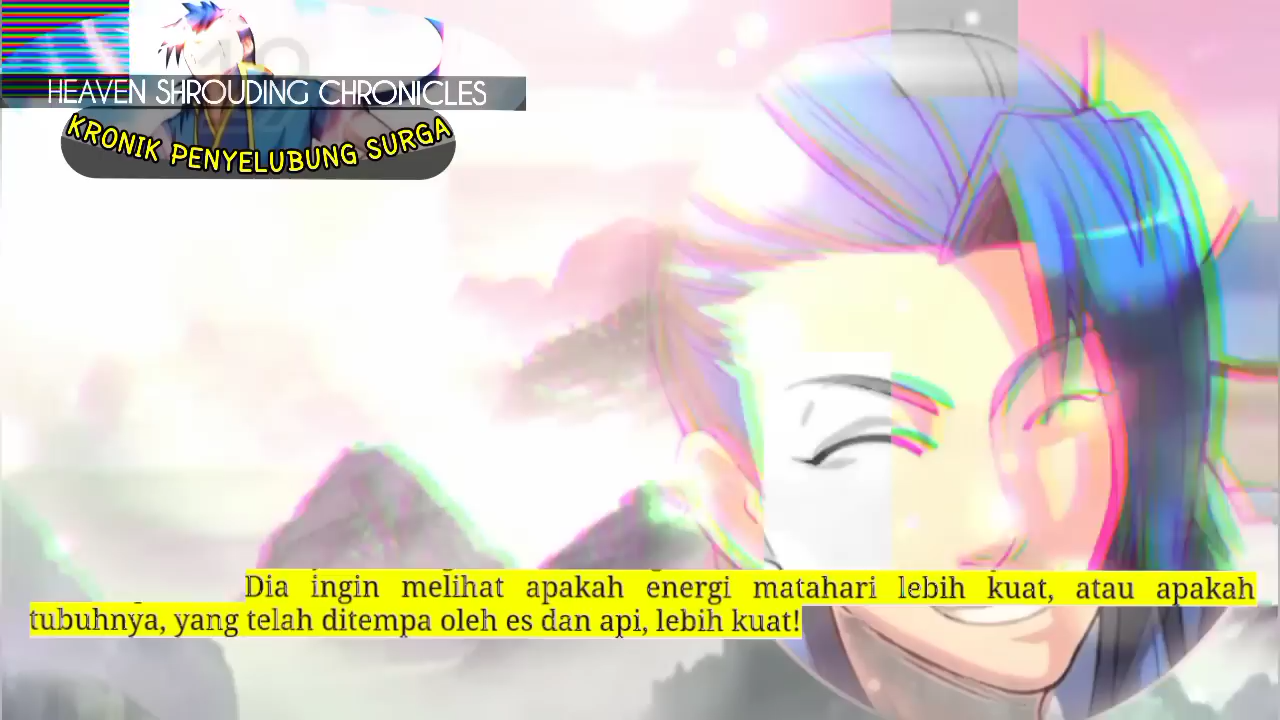 HEAVEN SHROUDING CHRONICLES
KRONIK PENYELUBUNG SURGA
Dia ingin melihat apakah energi matahari lebih kuat, atau apakah
tubuhnya, yang telah ditempa oleh es dan api, lebih kuat!